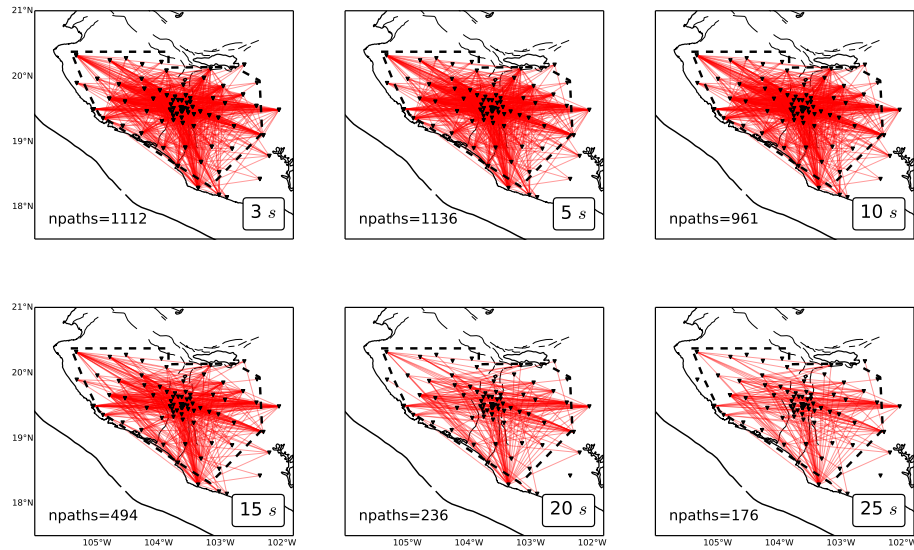 21°N
20°N
19°N
18°N
npaths=1112
3 s
npaths=1136
5 s
npaths=961
10 s
21°N
20°N
19°N
18°N
npaths=494
15 s
npaths=236
20 s
npaths=176
25 s
105°W 104°W 103°W 102°W
105°W 104°W 103°W 102°W
105°W 104°W 103°W 102°W